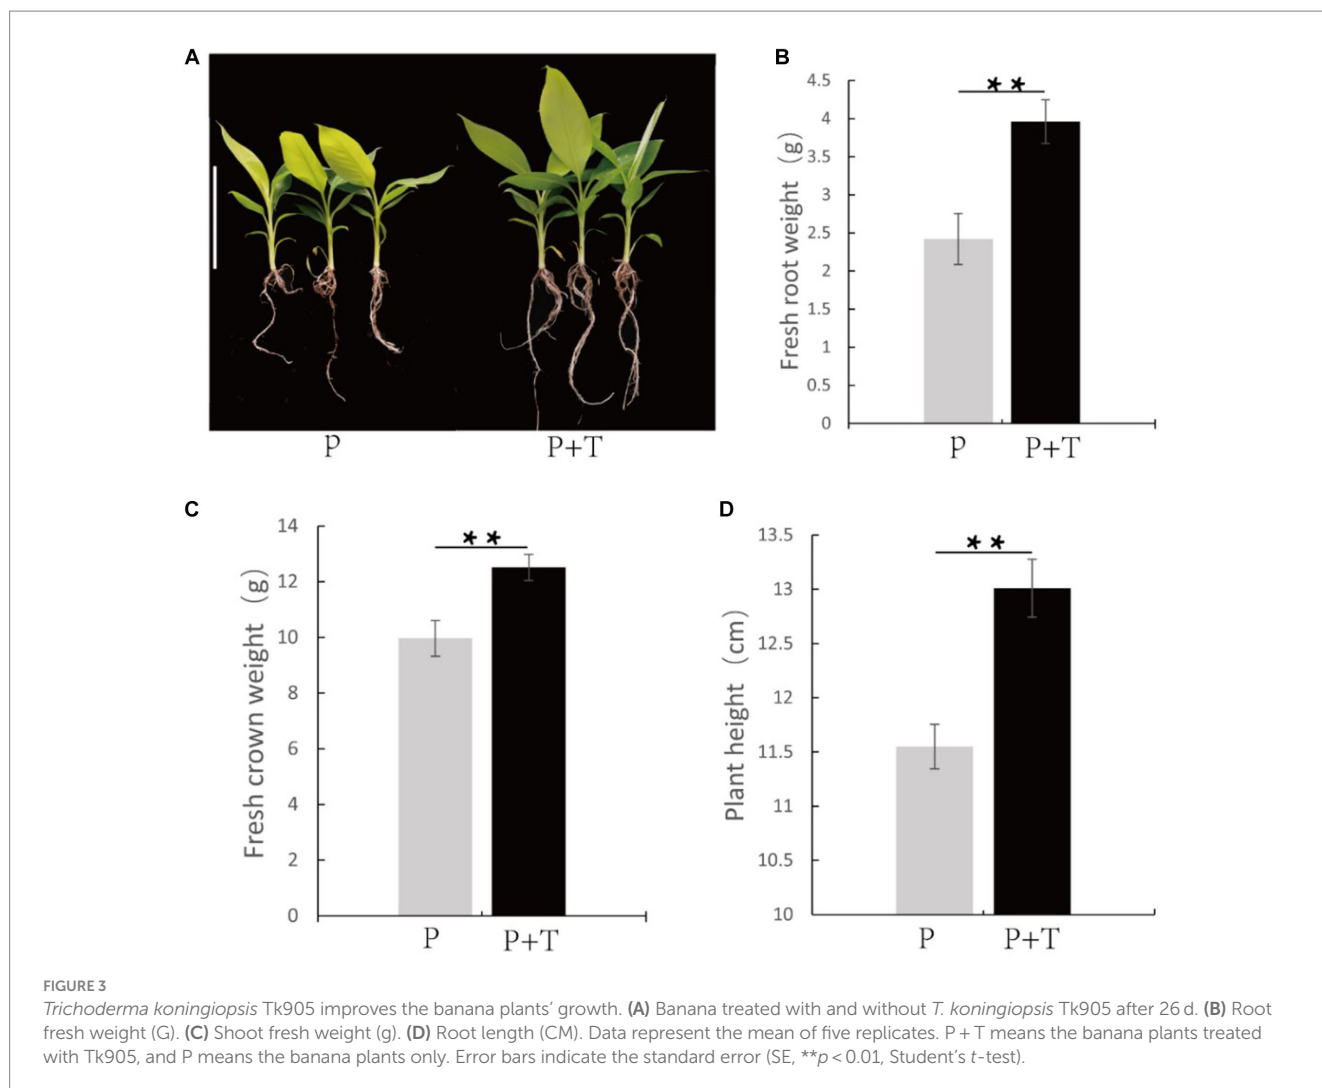 A
P
P+T
B
4.5
4
3.5
3
2.5
2
1.5
1
0.5
0
Fresh root weight (g)
**
P
P+T
C
14
12
10
8
6
4
2
0
Fresh crown weight (g)
**
P
P+T
D
13.5
13
12.5
12
11.5
11
10.5
10
Plant height (cm)
**
P
P+T
FIGURE 3
Trichoderma koningiopsis Tk905 improves the banana plants’ growth. (A) Banana treated with and without T. koningiopsis Tk905 after 26 d. (B) Root
fresh weight (G). (C) Shoot fresh weight (g). (D) Root length (CM). Data represent the mean of five replicates. P + T means the banana plants treated
with Tk905, and P means the banana plants only. Error bars indicate the standard error (SE, **p < 0.01, Student’s t-test).